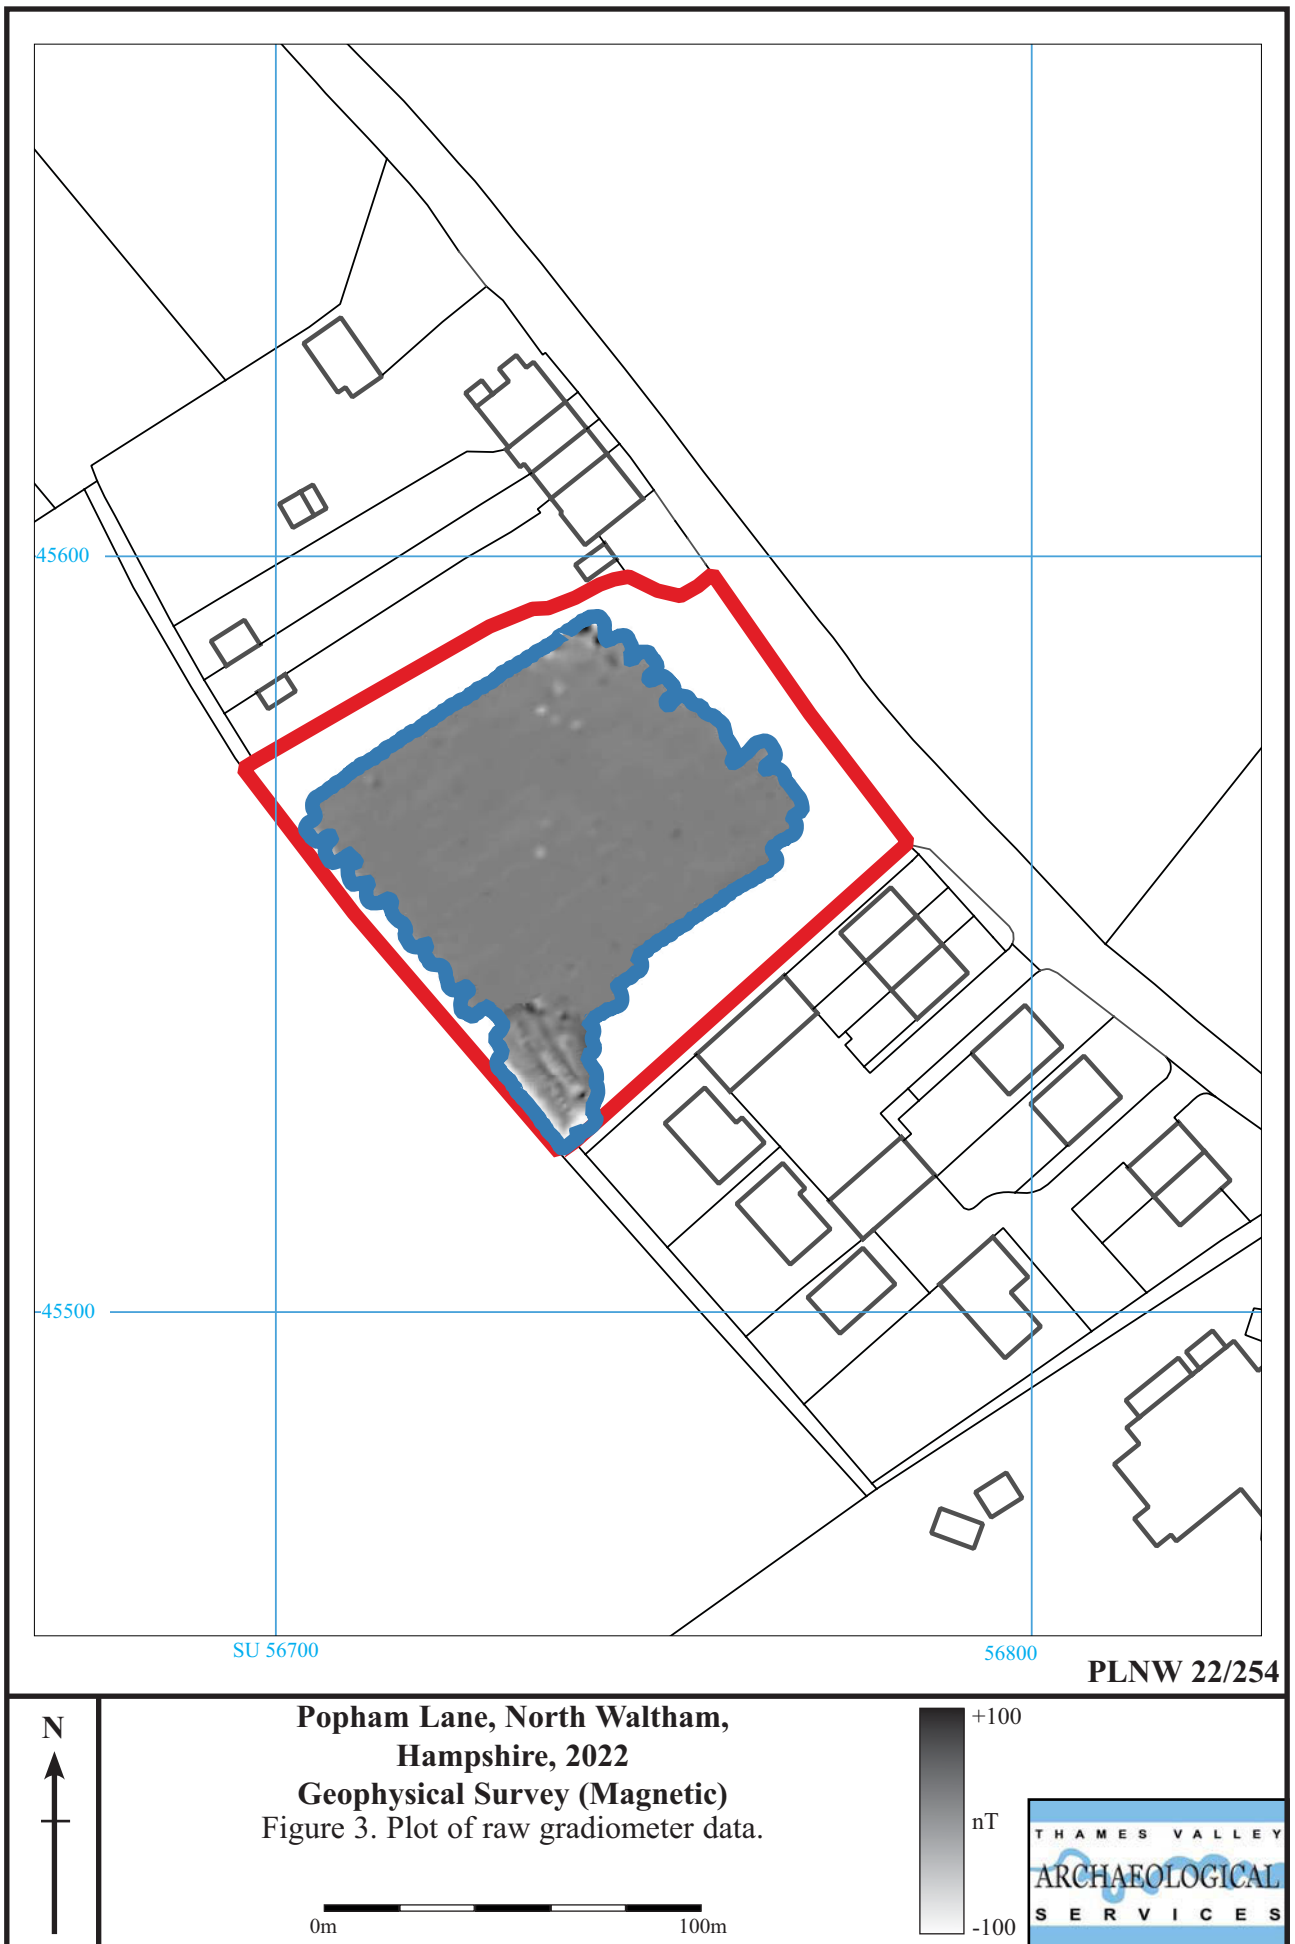 45600
45500
SU 56700
56800
PLNW 22/254
N
Popham Lane, North Waltham,
Hampshire, 2022
Geophysical Survey (Magnetic)
Figure 3. Plot of raw gradiometer data.
0m
100m
+100
nT
-100
THAMES VALLEY
ARCHAEOLOGICAL
SERVICES